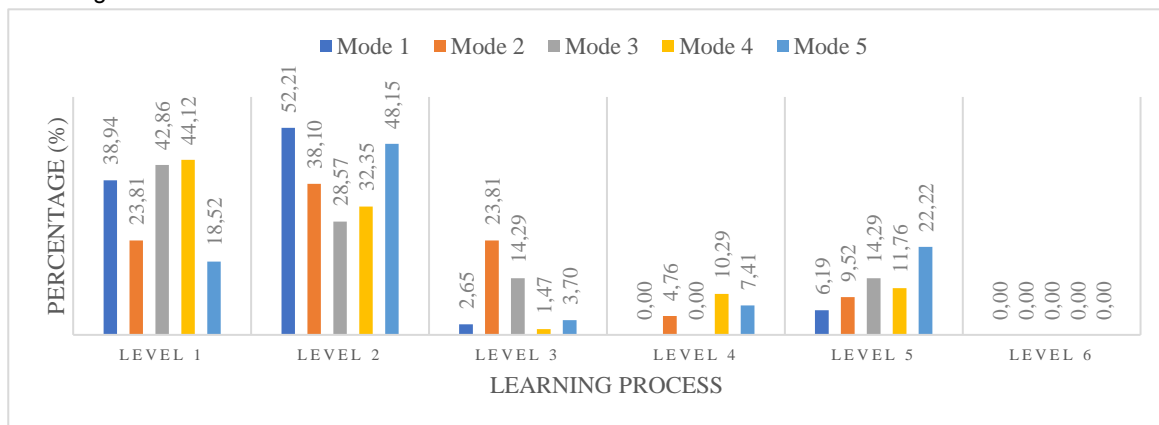 Mode 1 Mode 2 Mode 3 Mode 4 Mode 5
PERCENTAGE (%)
38,94 23,81 42,86 44,12 18,52
52,21 38,10 28,57 32,35 48,15
2,65 23,81 14,29 1,47 3,70
0,00 4,76 0,00 10,29 7,41
6,19 9,52 14,29 11,76 22,22
0,00 0,00 0,00 0,00 0,00
LEVEL 1 LEVEL 2 LEVEL 3 LEVEL 4 LEVEL 5 LEVEL 6
LEARNING PROCESS